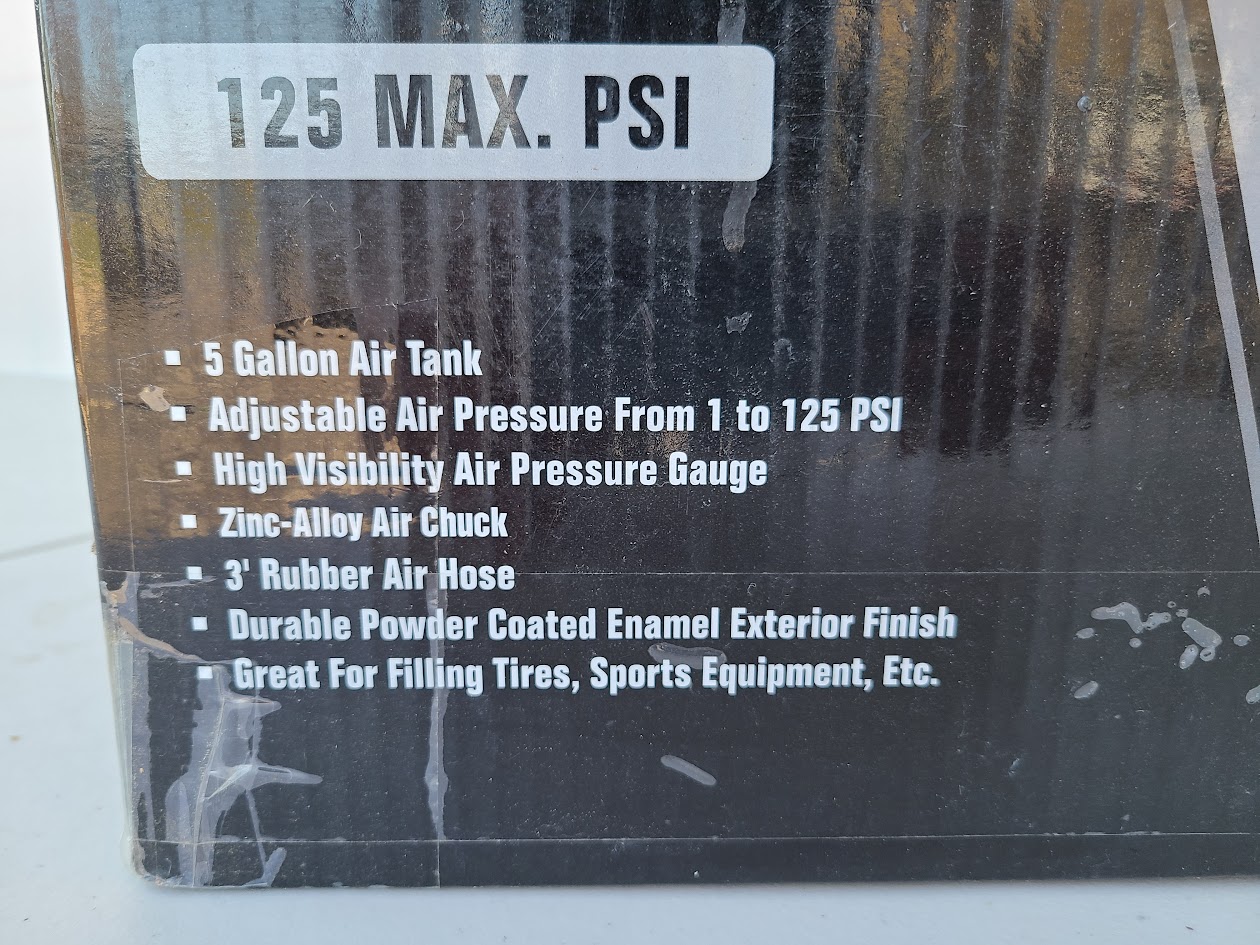 125 MAX. PSI
▪ 5 Gallon Air Tank
▪ Adjustable Air Pressure From 1 to 125 PSI
▪ High Visibility Air Pressure Gauge
▪ Zinc-Alloy Air Chuck
▪ 3' Rubber Air Hose
▪ Durable Powder Coated Enamel Exterior Finish
▪ Great For Filling Tires, Sports Equipment, Etc.